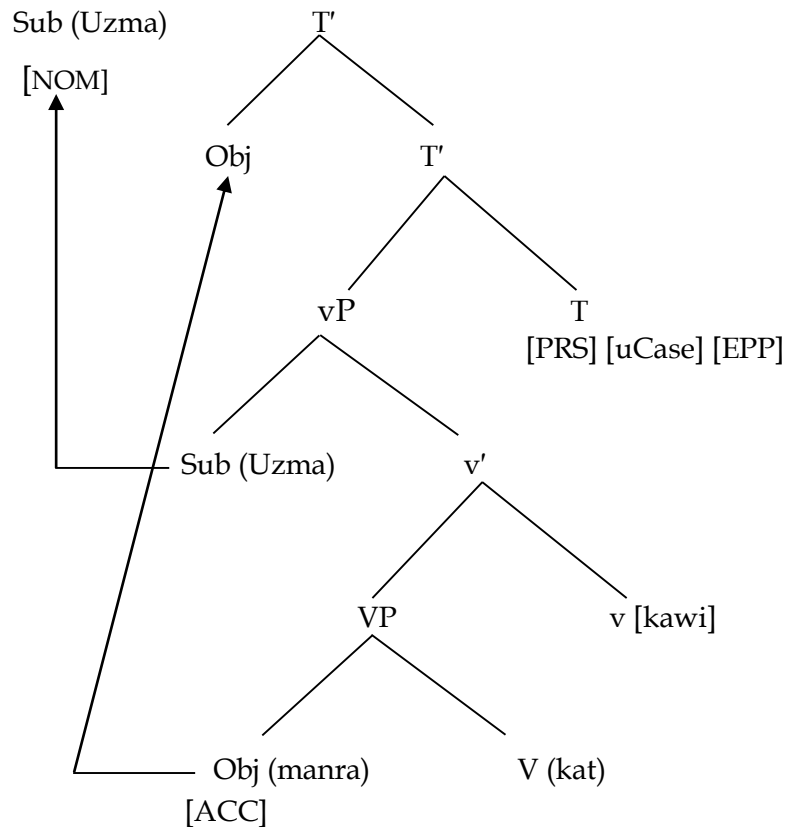 Sub (Uzma) T′
[NOM]
Obj T′
vP T
[PRS] [uCase] [EPP]
Sub (Uzma) v′
VP v [kawi]
Obj (manra) V (kat)
[ACC]